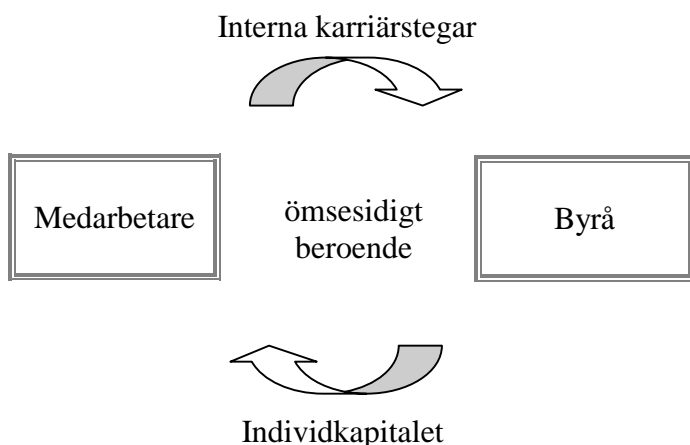 Interna karriärstegar
Medarbetare
ömsesidigt
beroende
Byrå
Individkapitalet